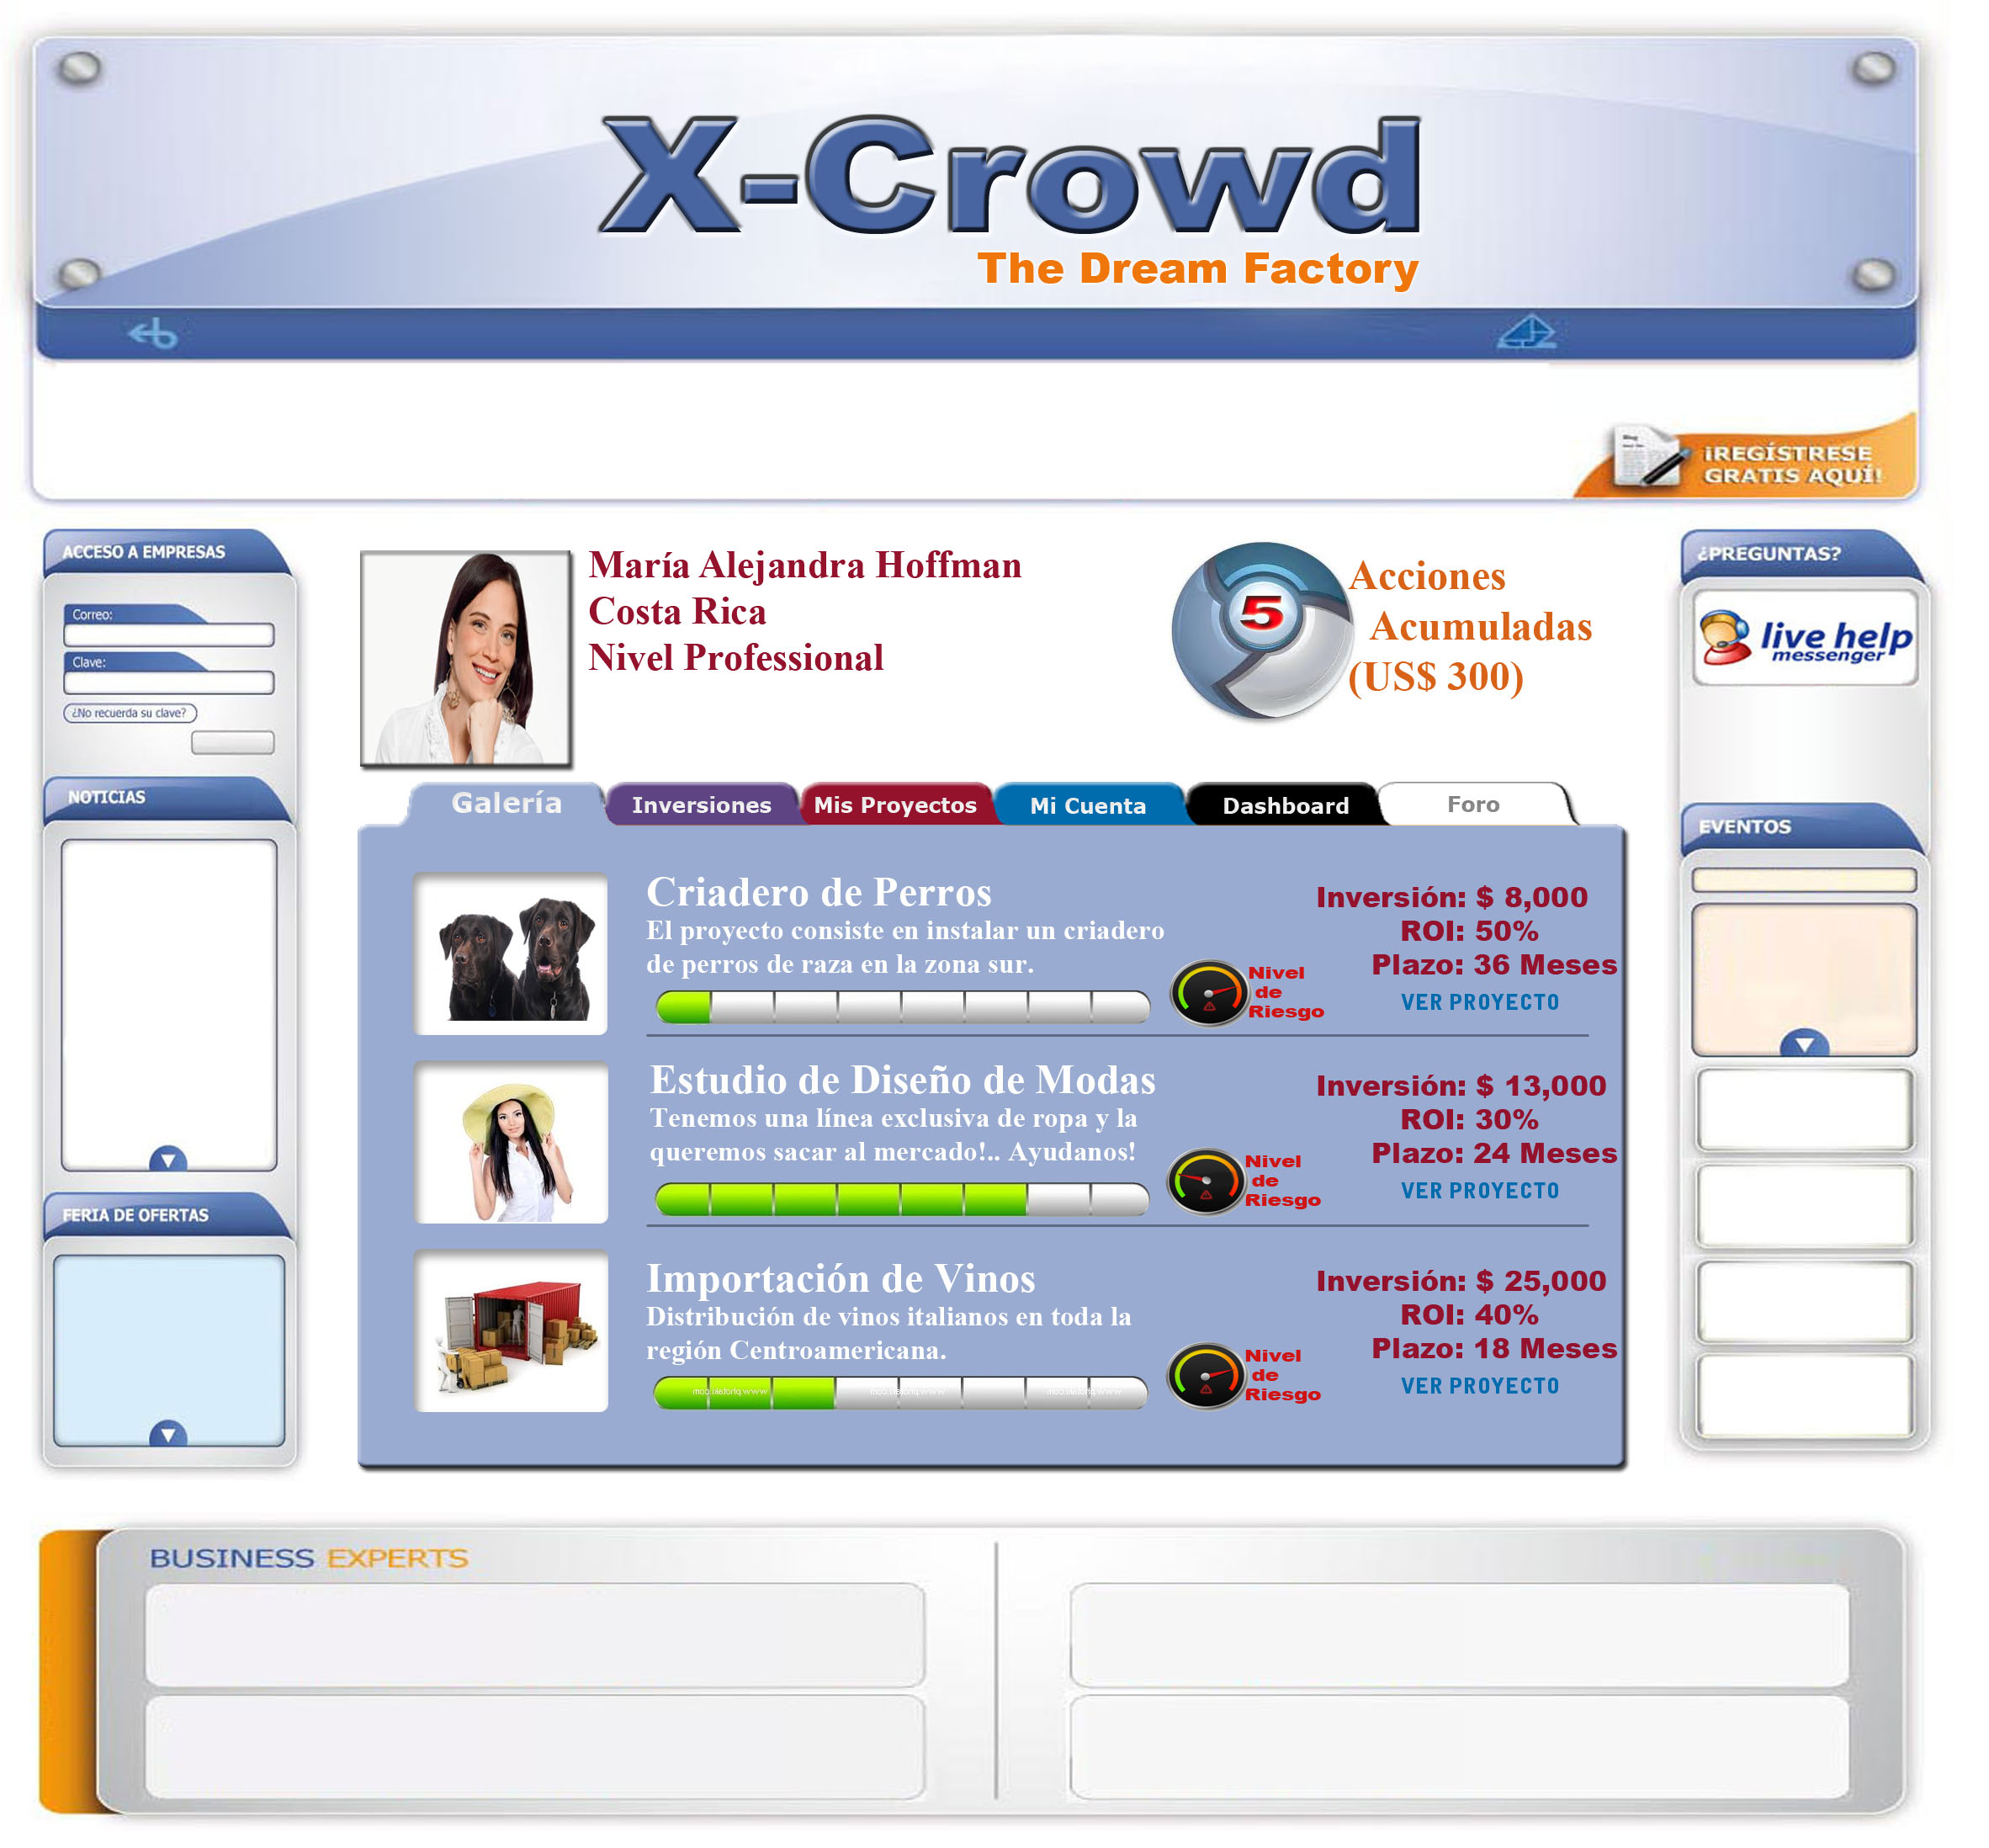 X-Crowd
The Dream Factory
¡REGÍSTRESE
GRATIS AQUÍ!
ACCESO A EMPRESAS
Correo:
Clave:
¿No recuerda su clave?
NOTICIAS
FERIA DE OFERTAS
María Alejandra Hoffman
Costa Rica
Nivel Professional
5
Acciones
Acumuladas
(US$ 300)
Galería
Inversiones
Mis Proyectos
Mi Cuenta
Dashboard
Foro
Criadero de Perros
El proyecto consiste en instalar un criadero
de perros de raza en la zona sur.
Nivel
de
Riesgo
Inversión: $ 8,000
ROI: 50%
Plazo: 36 Meses
VER PROYECTO
Estudio de Diseño de Modas
Tenemos una línea exclusiva de ropa y la
queremos sacar al mercado!.. Ayudanos!
Nivel
de
Riesgo
Inversión: $ 13,000
ROI: 30%
Plazo: 24 Meses
VER PROYECTO
Importación de Vinos
Distribución de vinos italianos en toda la
región Centroamericana.
Nivel
de
Riesgo
Inversión: $ 25,000
ROI: 40%
Plazo: 18 Meses
VER PROYECTO
¿PREGUNTAS?
live help
messenger
EVENTOS
BUSINESS EXPERTS